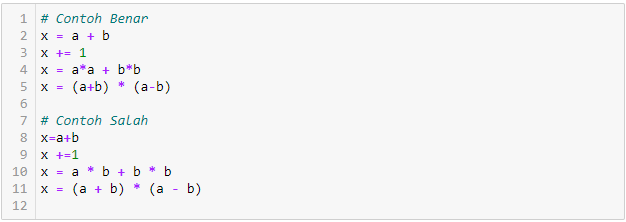 1 # Contoh Benar
2 x = a + b
3 x += 1
4 x = a*a + b*b
5 x = (a+b) * (a-b)
6
7 # Contoh Salah
8 x=a+b
9 x +=1
10 x = a * b + b * b
11 x = (a + b) * (a - b)
12